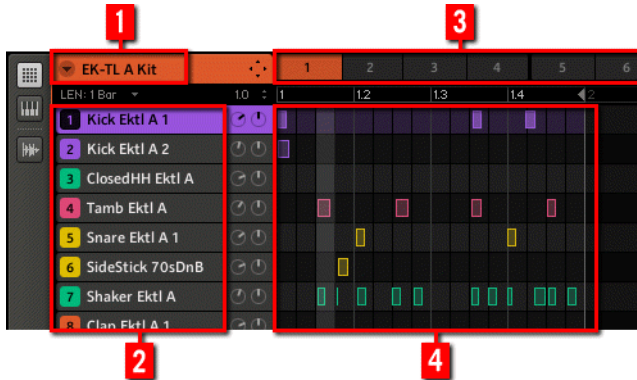 1
3
EK-TL A Kit
1 2 3 4 5 6
LEN: 1 Bar 1.0 1 1.2 1.3 1.4 2
1 Kick Ektl A 1
2 Kick Ektl A 2
3 ClosedHH Ektl A
4 Tamb Ektl A
5 Snare Ektl A 1
6 SideStick 70sDnB
7 Shaker Ektl A
8 Clap Ektl A 1
2
4